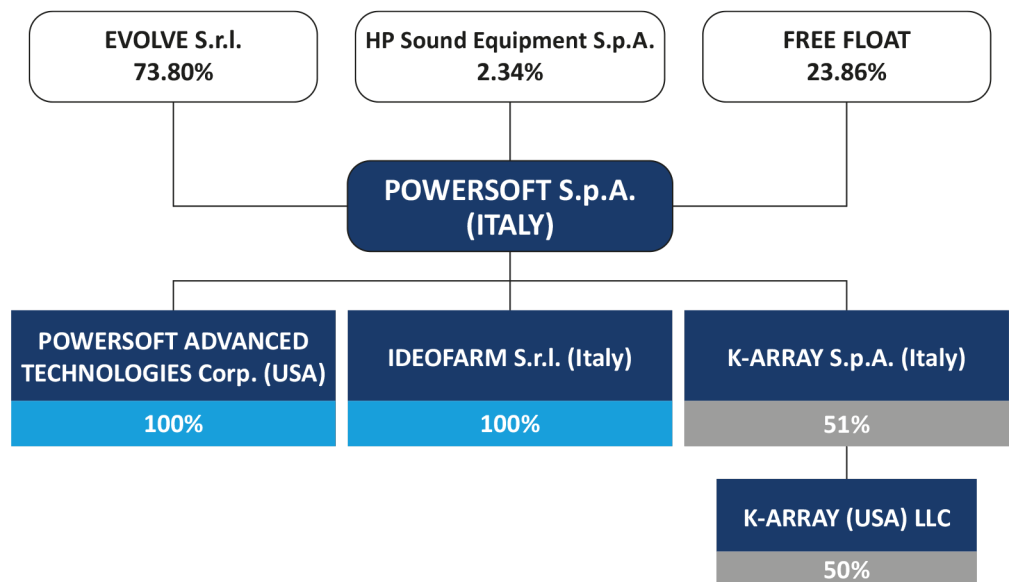 EVOLVE S.r.l.
73.80%
HP Sound Equipment S.p.A.
2.34%
FREE FLOAT
23.86%
POWERSOFT S.p.A.
(ITALY)
POWERSOFT ADVANCED
TECHNOLOGIES Corp. (USA)
100%
IDEOFARM S.r.l. (Italy)
100%
K-ARRAY S.p.A. (Italy)
51%
K-ARRAY (USA) LLC
50%